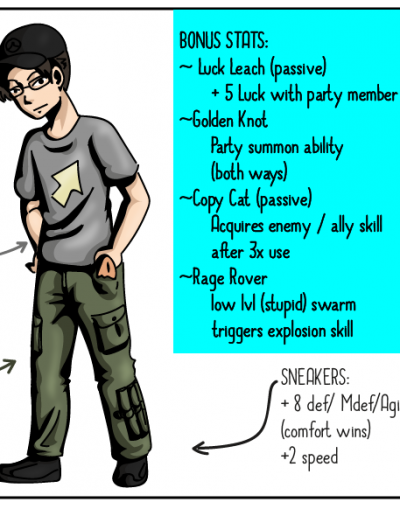 BONUS STATS:
~ Luck Leach (passive)
+ 5 Luck with party member
~Golden Knot
Party summon ability
(both ways)
~Copy Cat (passive)
Acquires enemy / ally skill
after 3x use
~Rage Rover
low lvl (stupid) swarm
triggers explosion skill
SNEAKERS:
+ 8 def/ Mdef/Agi
(comfort wins)
+2 speed